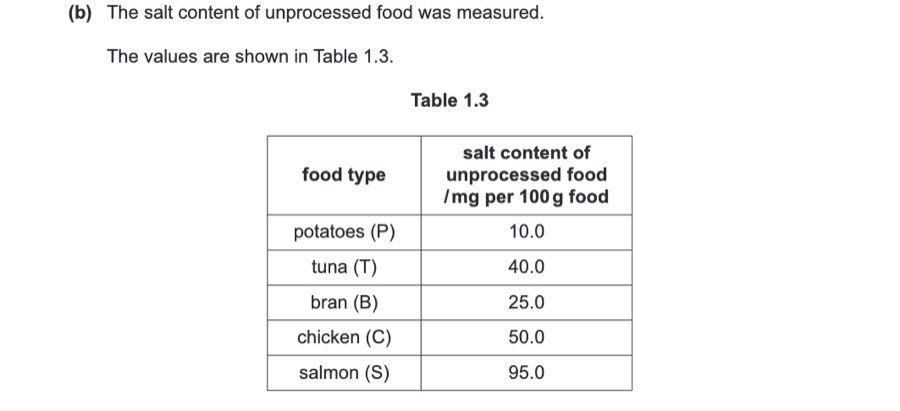 (b) The salt content of unprocessed food was measured.
The values are shown in Table 1.3.
Table 1.3
food type
salt content of
unprocessed food
/mg per 100 g food
potatoes (P) 10.0
tuna (T) 40.0
bran (B) 25.0
chicken (C) 50.0
salmon (S) 95.0